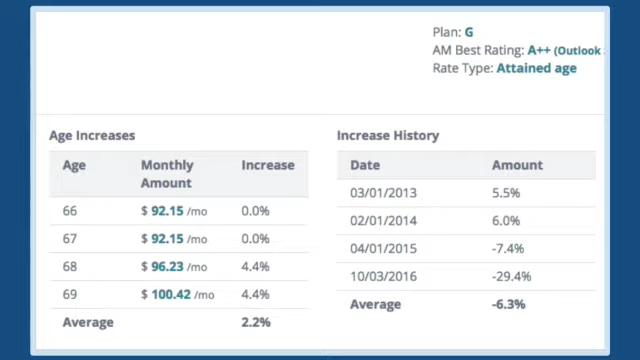 Plan: G
AM Best Rating: A++ (Outlook
Rate Type: Attained age
Age Increases
Age Monthly Amount Increase
66 $ 92.15 /mo 0.0%
67 $ 92.15 /mo 0.0%
68 $ 96.23 /mo 4.4%
69 $ 100.42 /mo 4.4%
Average 2.2%
Increase History
Date Amount
03/01/2013 5.5%
02/01/2014 6.0%
04/01/2015 -7.4%
10/03/2016 -29.4%
Average -6.3%